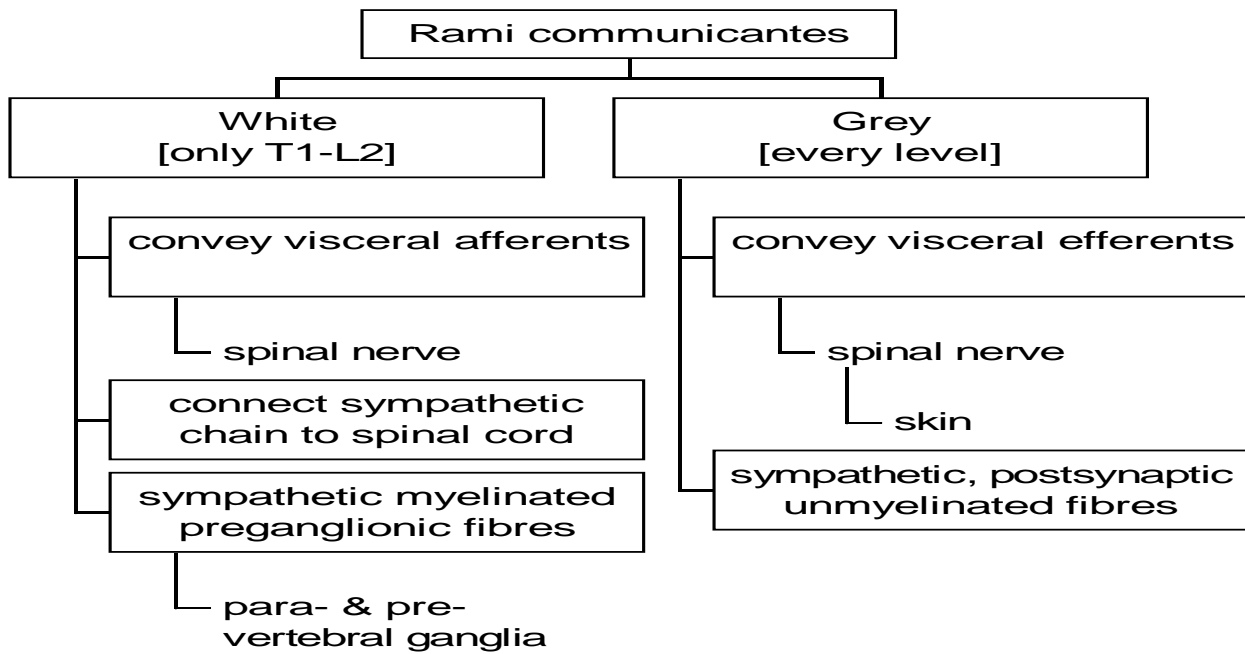 Rami communicantes
White
[only T1-L2]
Grey
[every level]
convey visceral afferents
spinal nerve
connect sympathetic
chain to spinal cord
sympathetic myelinated
preganglionic fibres
para- & pre-
vertebral ganglia
convey visceral efferents
spinal nerve
skin
sympathetic, postsynaptic
unmyelinated fibres